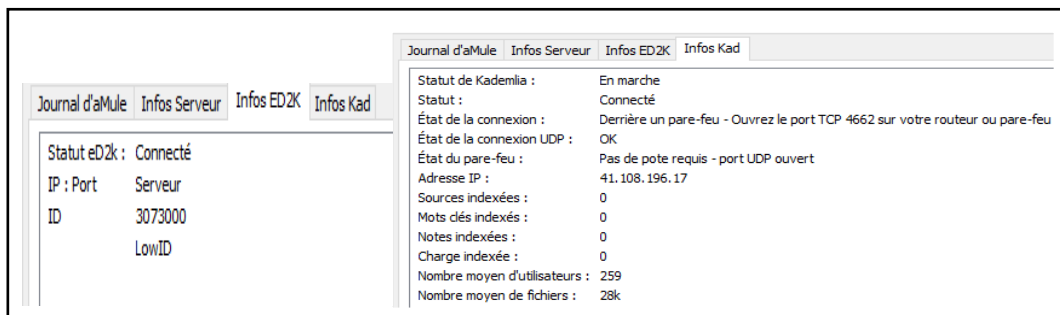 Journal d'aMule Infos Serveur Infos ED2K Infos Kad
Statut eD2k : Connecté
IP : Port Serveur
ID 3073000
LowID
Journal d'aMule Infos Serveur Infos ED2K Infos Kad
Statut de Kademlia : En marche
Statut : Connecté
État de la connexion : Derrière un pare-feu - Ouvrez le port TCP 4662 sur votre routeur ou pare-feu
État de la connexion UDP : OK
État du pare-feu : Pas de pote requis - port UDP ouvert
Adresse IP : 41.108.196.17
Sources indexées : 0
Mots clés indexés : 0
Notes indexées : 0
Charge indexée : 0
Nombre moyen d'utilisateurs : 259
Nombre moyen de fichiers : 28k